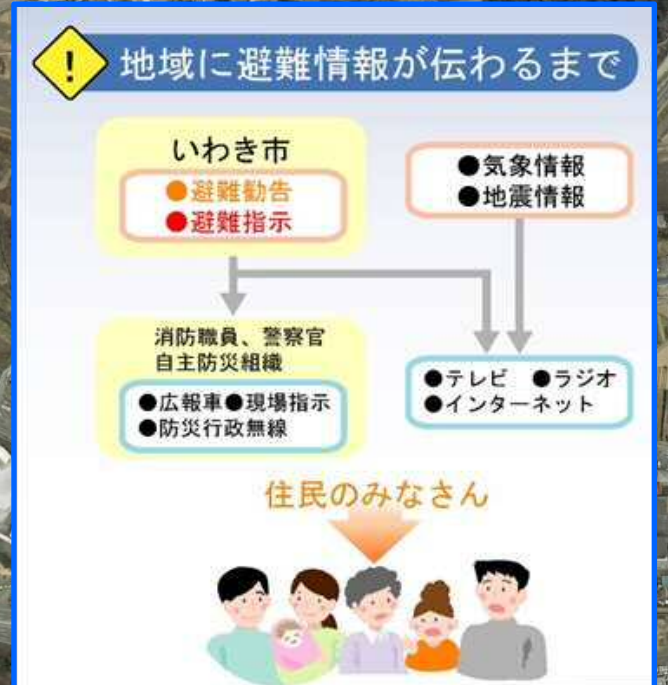 !
地域に避難情報が伝わるまで
いわき市
●避難勧告
●避難指示
●気象情報
●地震情報
消防職員、警察官
自主防災組織
●広報車●現場指示
●防災行政無線
●テレビ ●ラジオ
●インターネット
住民のみなさん